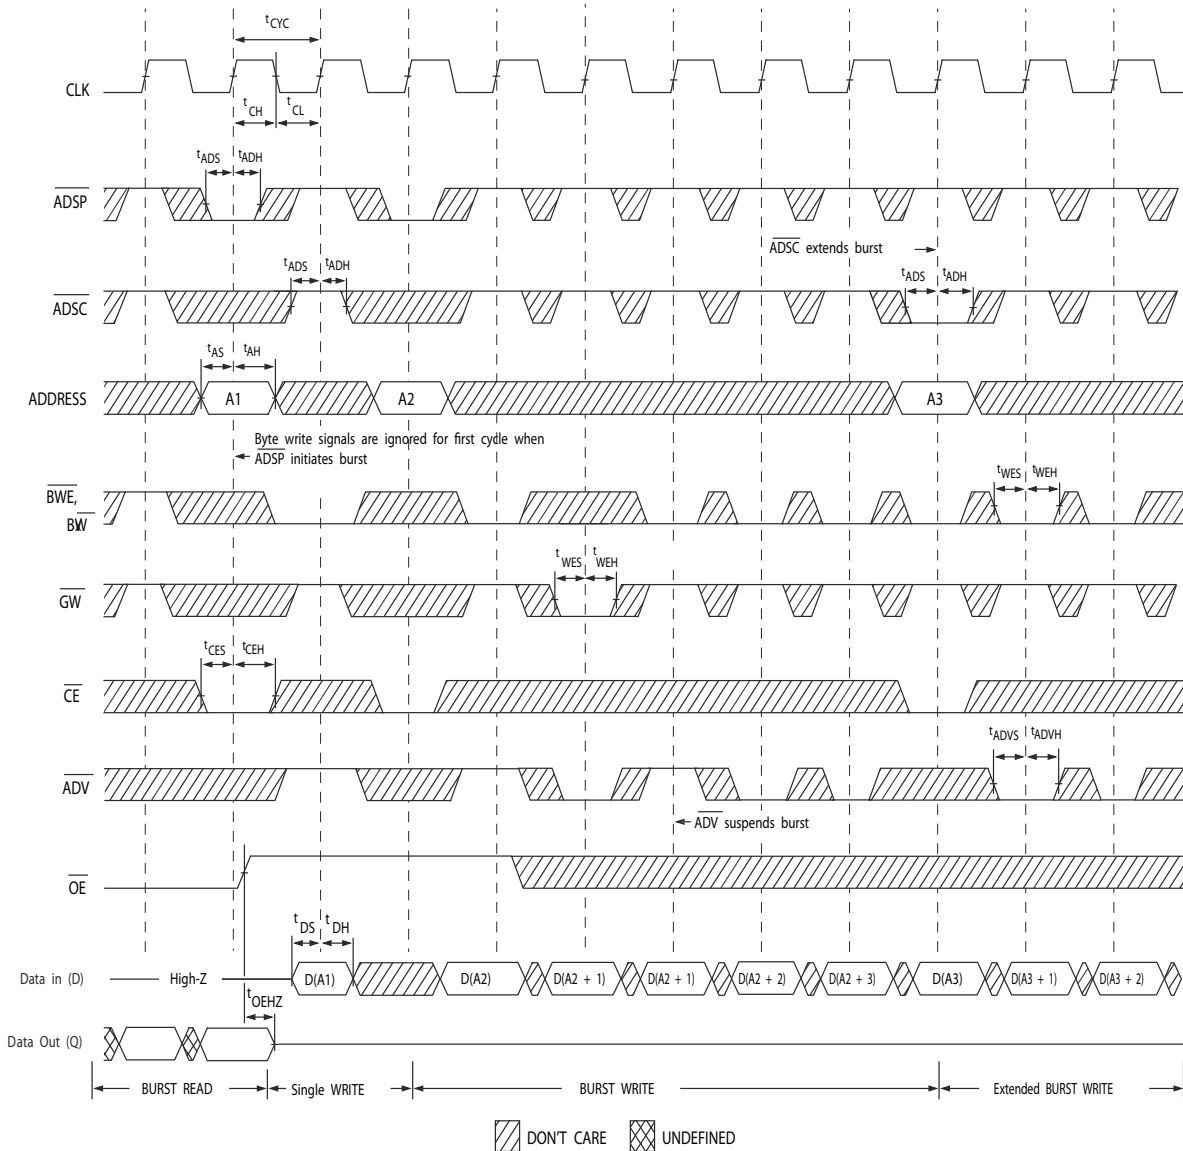 tCYC
CLK
tCH tCL
tADS tADH
ADSP
ADSC extends burst
tADS tADH tADS tADH
ADSC
tAS tAH
ADDRESS A1 A2 A3
Byte write signals are ignored for first cycle when
ADSP initiates burst
tWES tWEH
BWE,
BWX
tWES tWEH
GW
tCES tCEH
CE
tADVS tADVH
ADV
ADV suspends burst
OE
tDS tDH
Data in (D) High-Z D(A1) D(A2) D(A2 + 1) D(A2 + 1) D(A2 + 2) D(A2 + 3) D(A3) D(A3 + 1) D(A3 + 2)
tOEHZ
Data Out (Q)
BURST READ Single WRITE BURST WRITE Extended BURST WRITE
DON'T CARE UNDEFINED